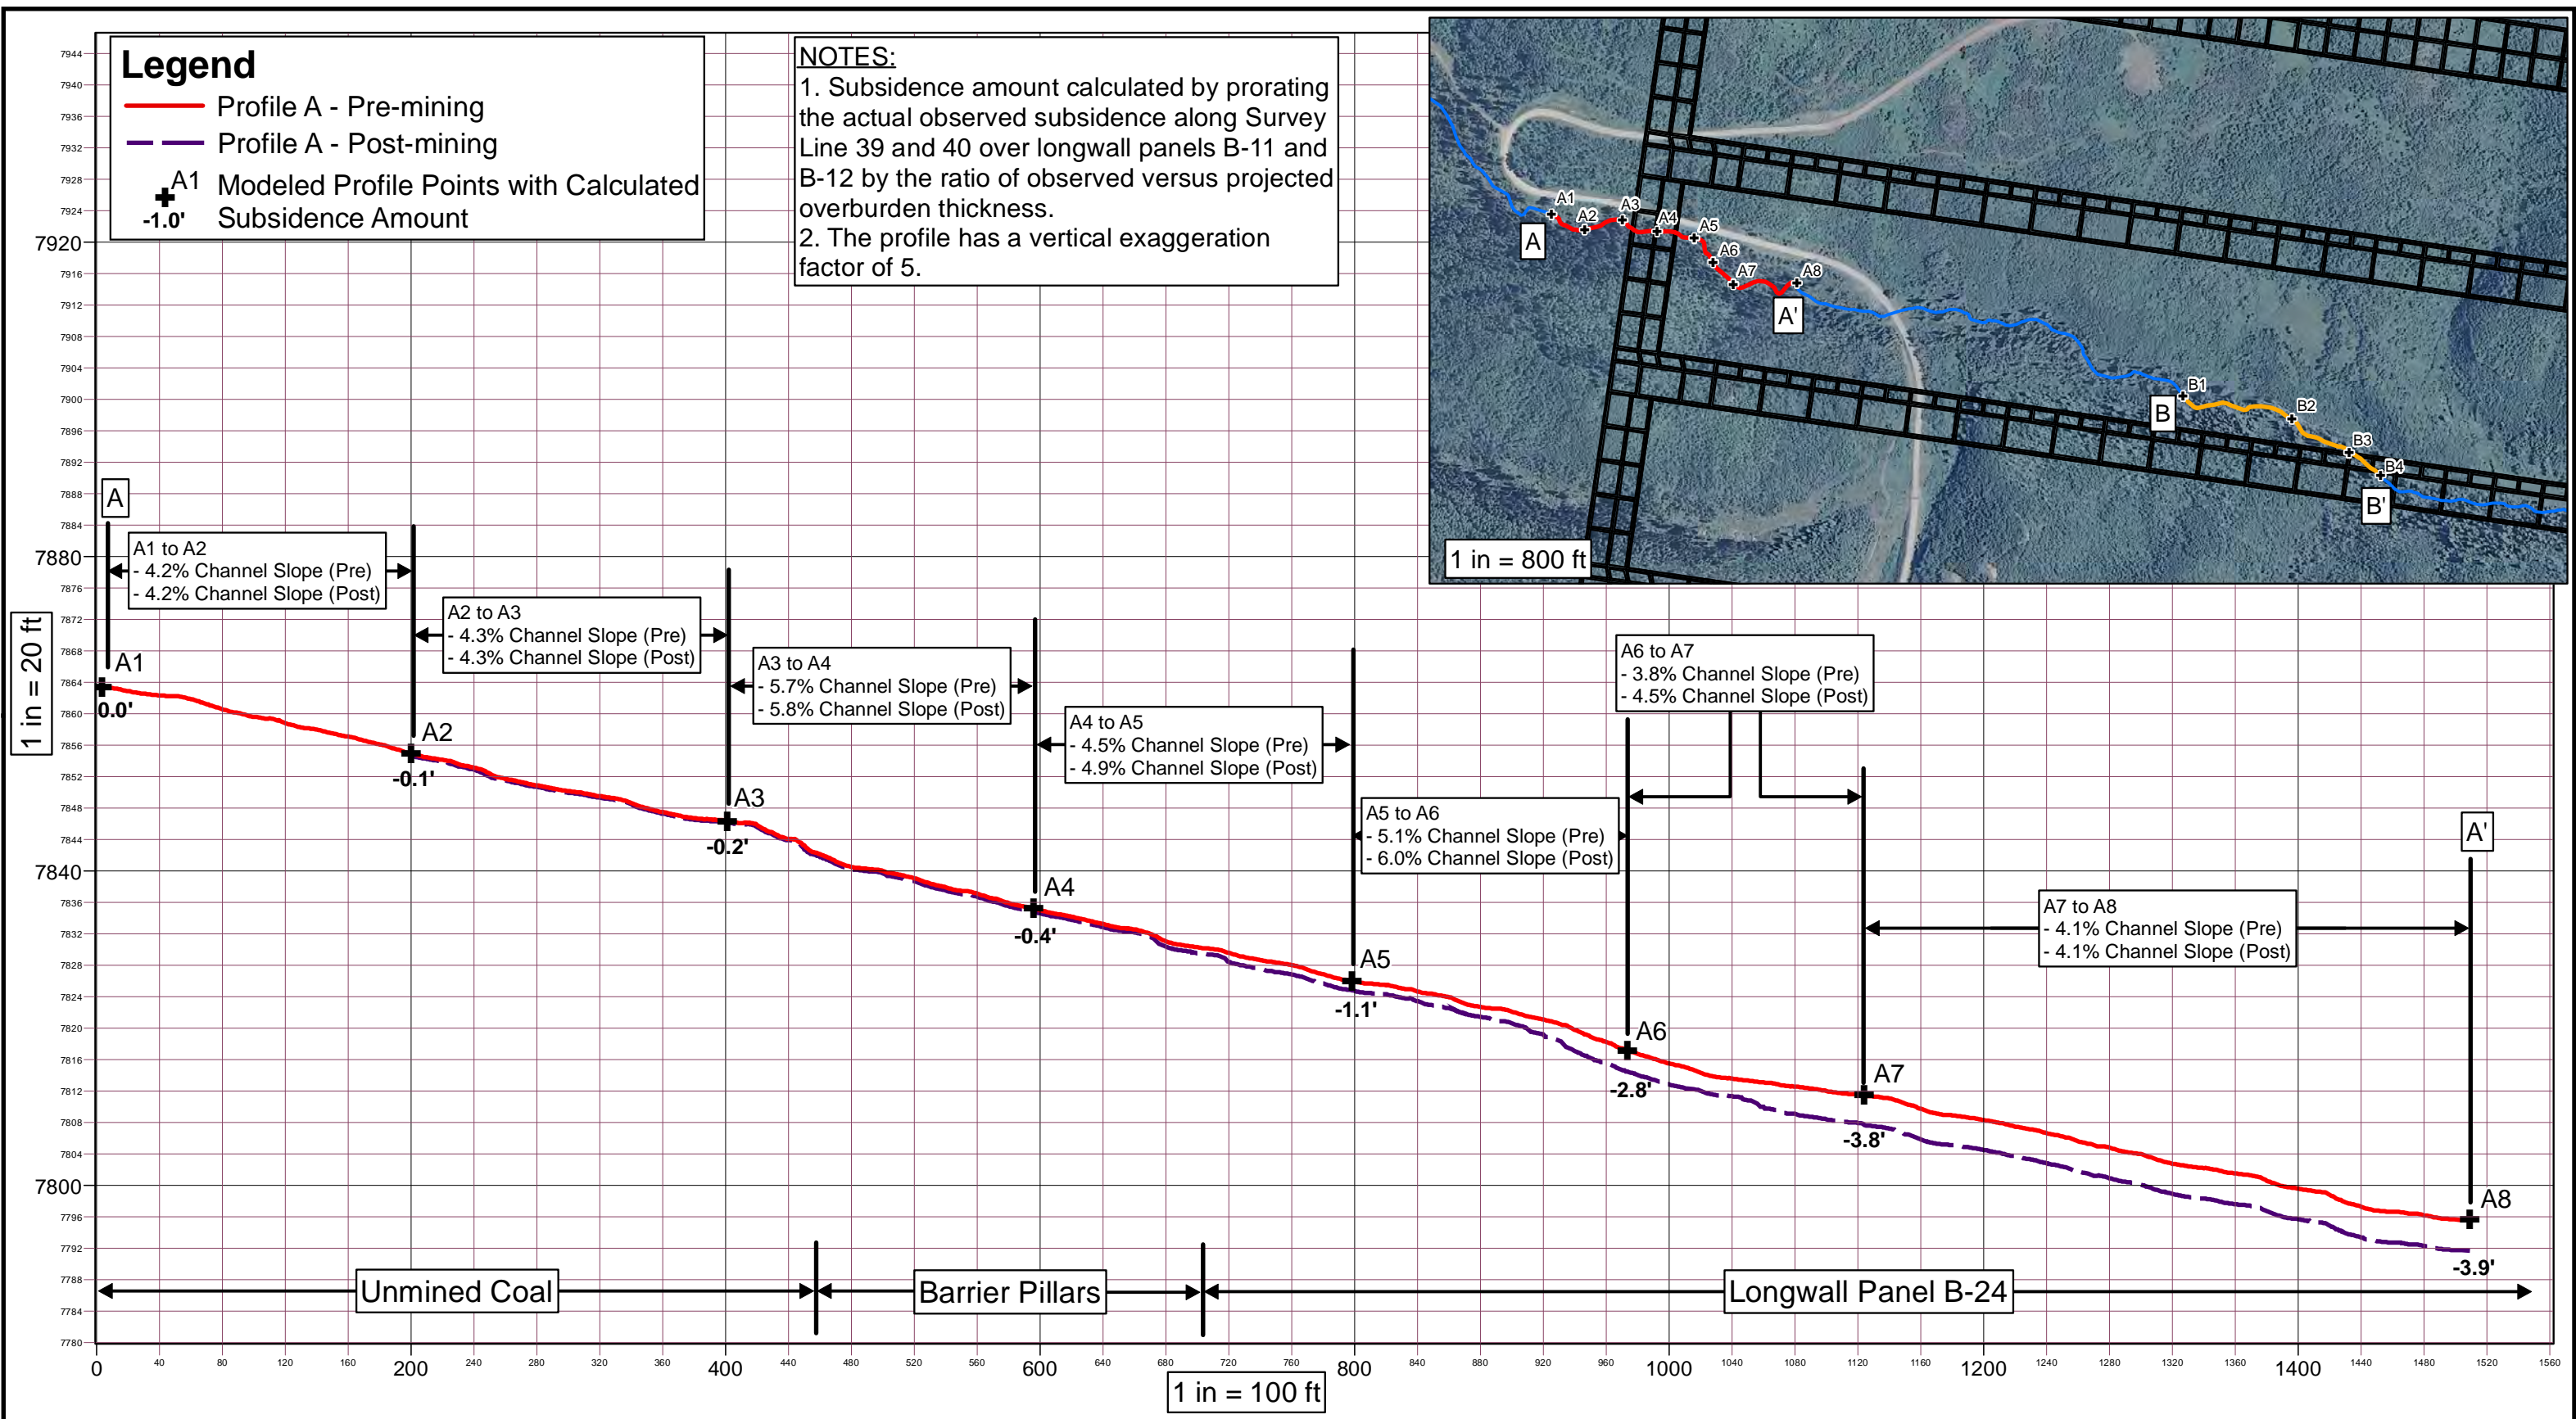 Legend
Profile A - Pre-mining
Profile A - Post-mining
A1
-1.0'
Modeled Profile Points with Calculated
Subsidence Amount
NOTES:
1. Subsidence amount calculated by prorating
the actual observed subsidence along Survey
Line 39 and 40 over longwall panels B-11 and
B-12 by the ratio of observed versus projected
overburden thickness.
2. The profile has a vertical exaggeration
factor of 5.
A1
A2
A3
A4
A5
A6
A7
A8
A
A'
B1
B2
B3
B4
B
B'
1 in = 800 ft
7944
7940
7936
7932
7928
7924
7920
7916
7912
7908
7904
7900
7896
7892
7888
7884
7880
7876
7872
7868
7864
7860
7856
7852
7848
7844
7840
7836
7832
7828
7824
7820
7816
7812
7808
7804
7800
7796
7792
7788
7784
7780
1 in = 20 ft
A
A1 to A2
- 4.2% Channel Slope (Pre)
- 4.2% Channel Slope (Post)
A2 to A3
- 4.3% Channel Slope (Pre)
- 4.3% Channel Slope (Post)
A3 to A4
- 5.7% Channel Slope (Pre)
- 5.8% Channel Slope (Post)
A4 to A5
- 4.5% Channel Slope (Pre)
- 4.9% Channel Slope (Post)
A5 to A6
- 5.1% Channel Slope (Pre)
- 6.0% Channel Slope (Post)
A6 to A7
- 3.8% Channel Slope (Pre)
- 4.5% Channel Slope (Post)
A7 to A8
- 4.1% Channel Slope (Pre)
- 4.1% Channel Slope (Post)
A'
A1
0.0'
A2
-0.1'
A3
-0.2'
A4
-0.4'
A5
-1.1'
A6
-2.8'
A7
-3.8'
A8
-3.9'
Unmined Coal
Barrier Pillars
Longwall Panel B-24
0 40 80 120 160 200 240 280 320 360 400 440 480 520 560 600 640 680 720 760 800 840 880 920 960 1000 1040 1080 1120 1160 1200 1240 1280 1320 1360 1400 1440 1480 1520 1560
1 in = 100 ft